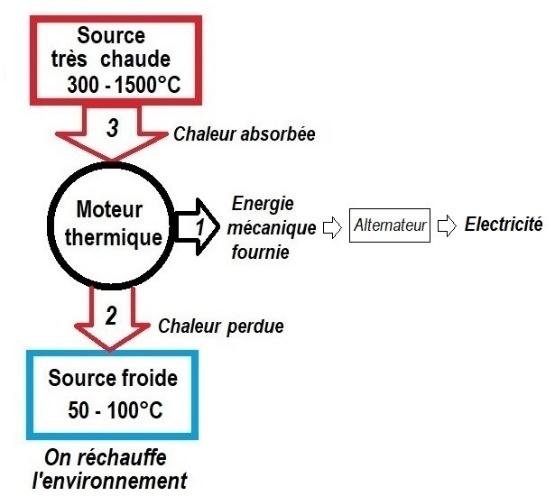 Source
très chaude
300 - 1500°C
3
Chaleur absorbée
Moteur
thermique
1
Energie
mécanique
fournie
Alternateur
Electricité
2
Chaleur perdue
Source froide
50 - 100°C
On réchauffe
l'environnement